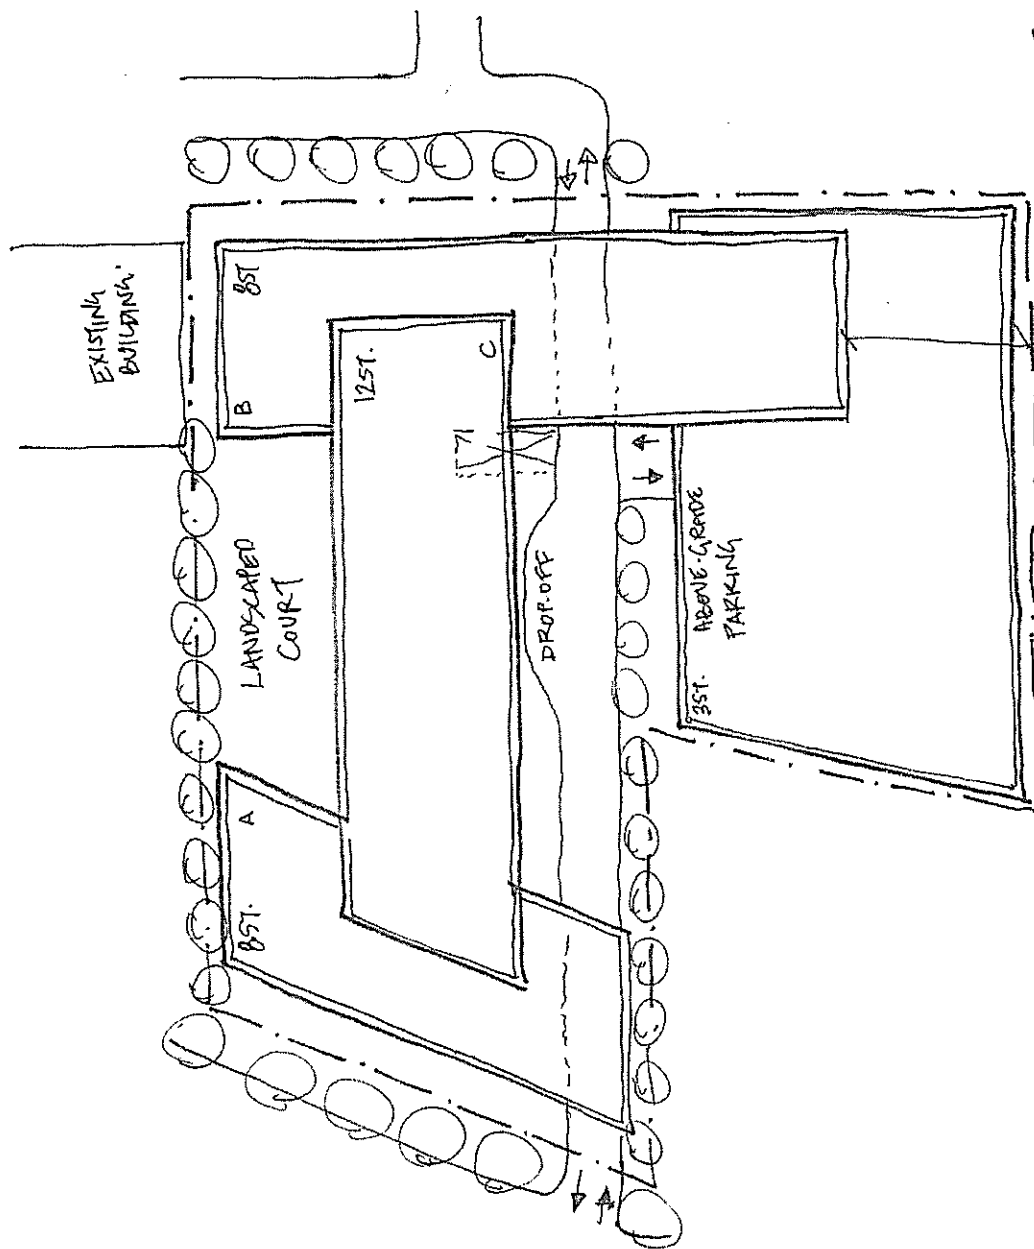 EXISTING
BUILDING
8ST
B
12ST.
C
LANDSCAPED
COURT
DROP-OFF
ABOVE-GRADE
PARKING
3ST.
A
8ST.